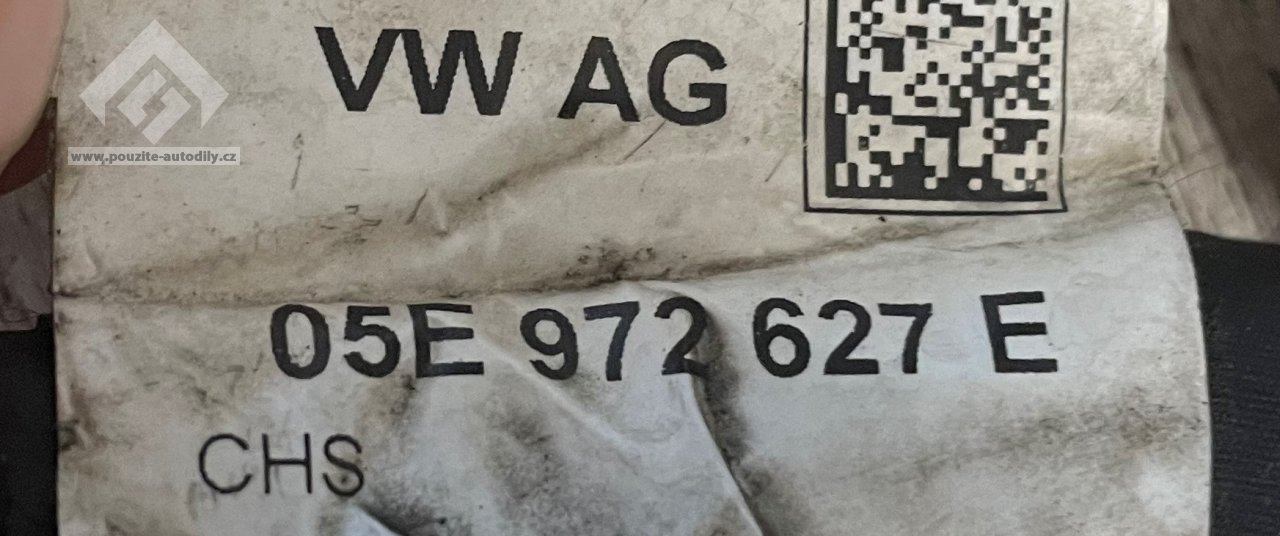 VW AG
www.pouzite-autodily.cz
05E 972 627 E
CHS